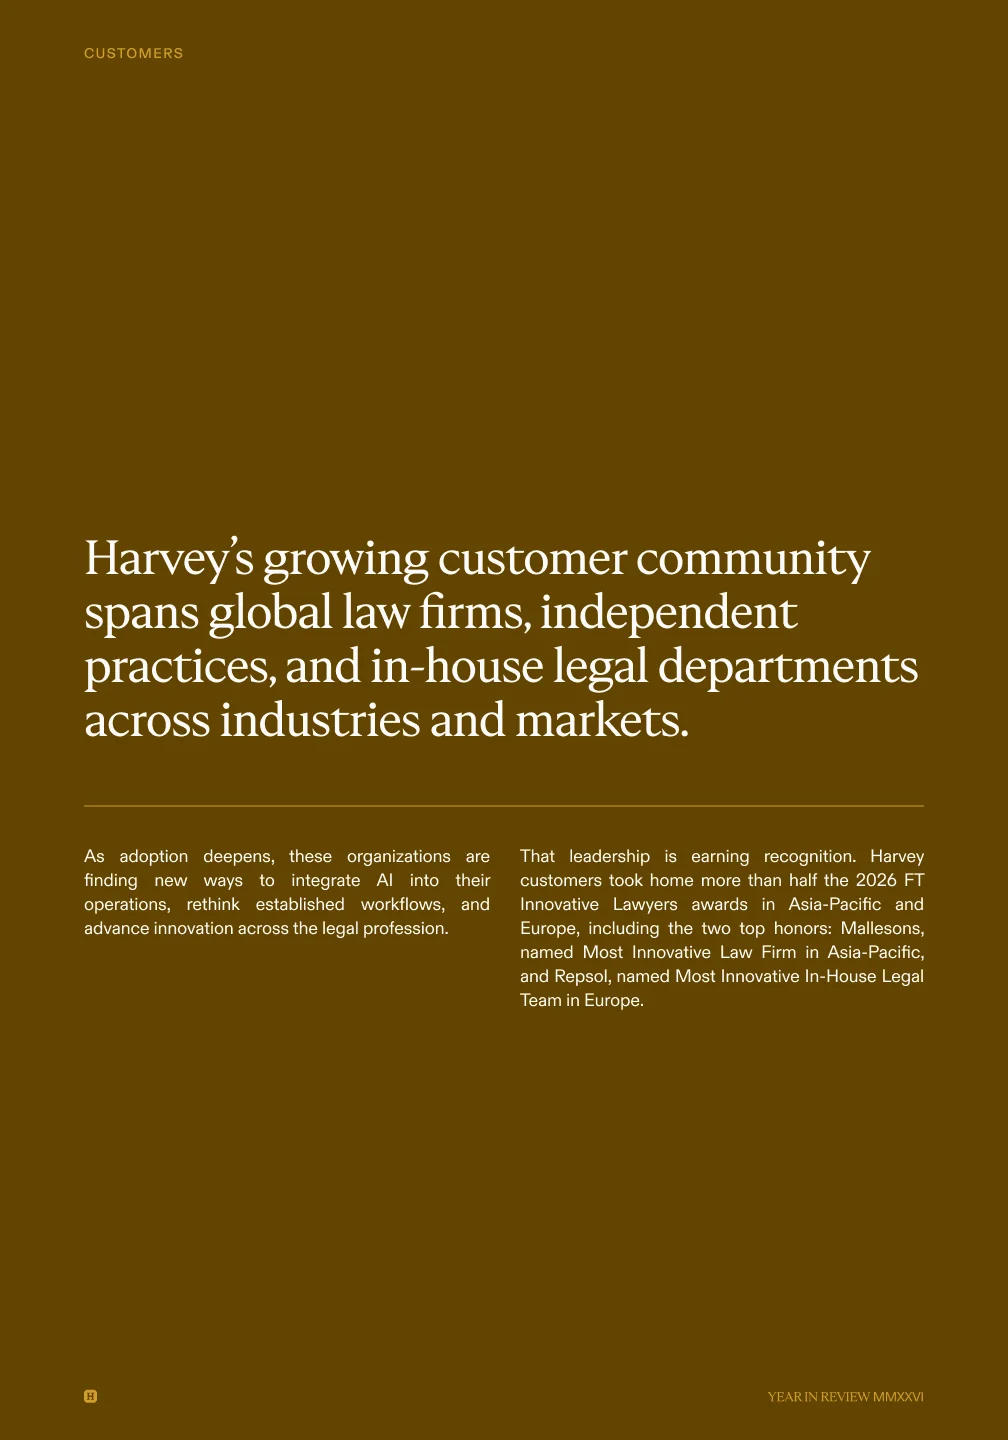 CUSTOMERS
Harvey’s growing customer community
spans global law firms, independent
practices, and in-house legal departments
across industries and markets.
As adoption deepens, these organizations are
finding new ways to integrate AI into their
operations, rethink established workflows, and
advance innovation across the legal profession.
That leadership is earning recognition. Harvey
customers took home more than half the 2026 FT
Innovative Lawyers awards in Asia-Pacific and
Europe, including the two top honors: Mallesons,
named Most Innovative Law Firm in Asia-Pacific,
and Repsol, named Most Innovative In-House Legal
Team in Europe.
H
YEAR IN REVIEW MMXXVI